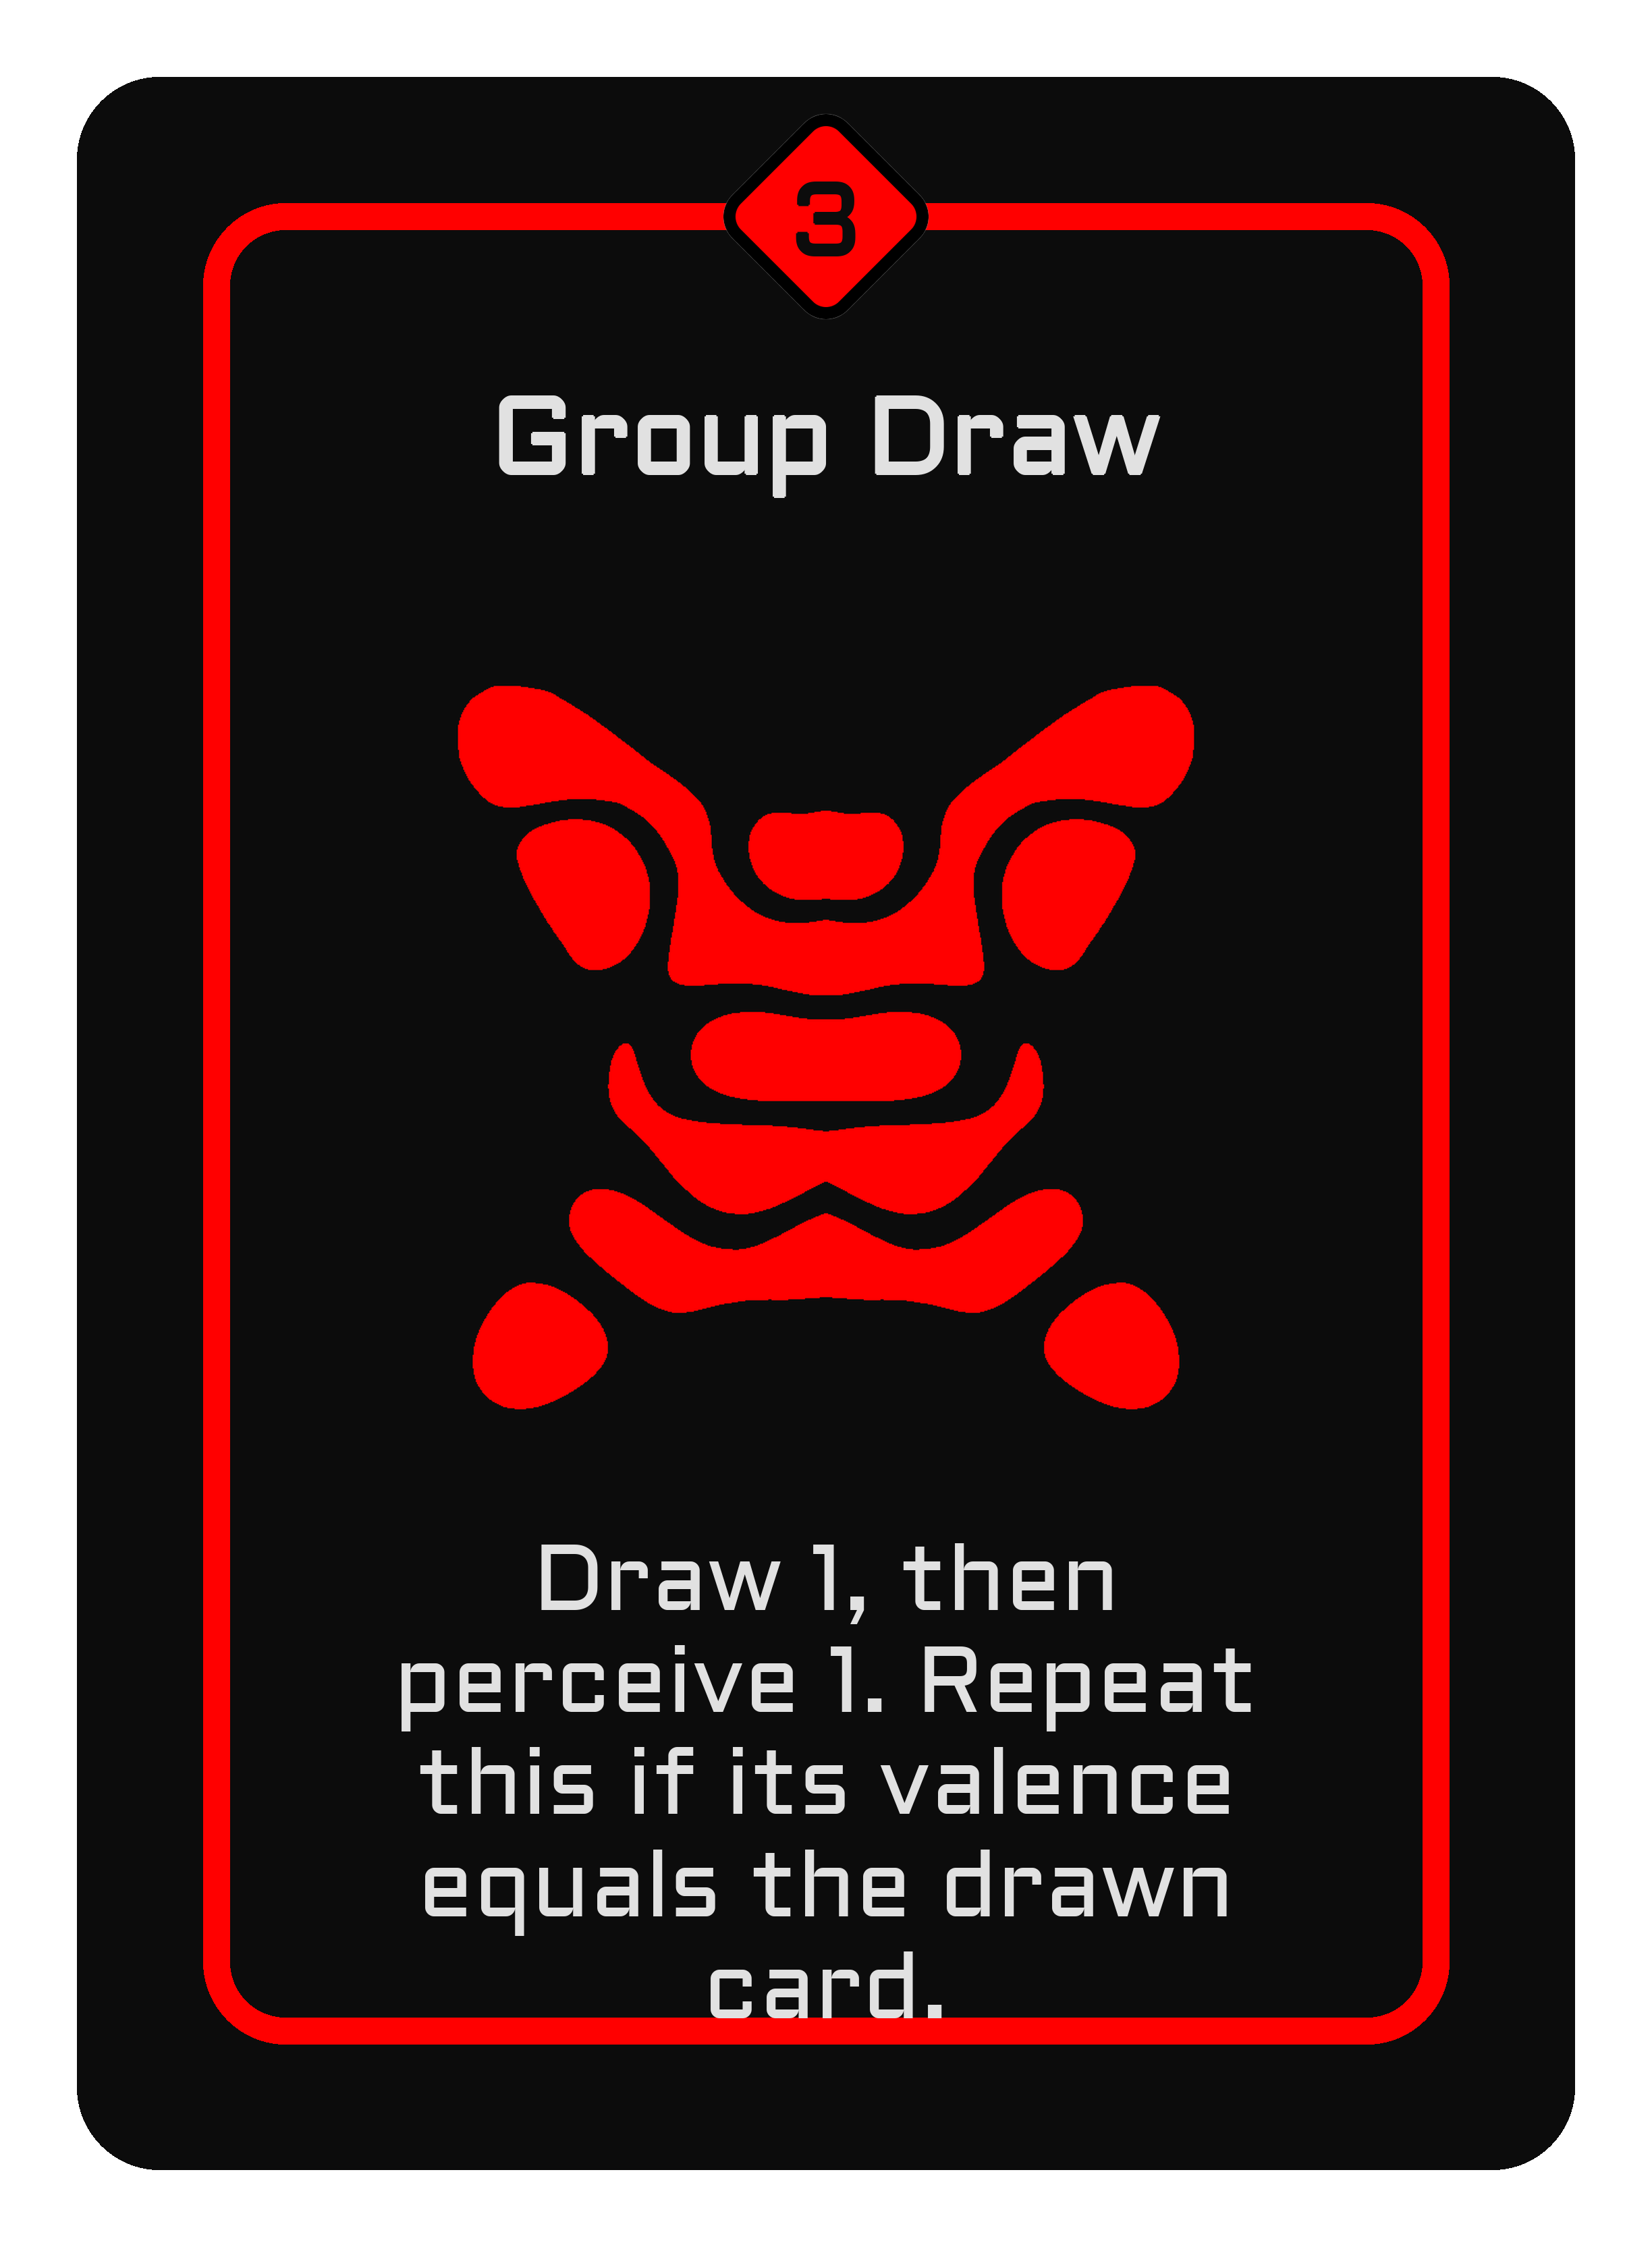 3
Group Draw
Draw 1, then
perceive 1. Repeat
this if its valence
equals the drawn
card.